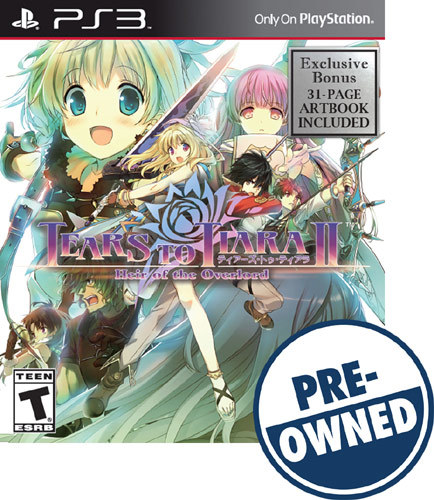 PS3
Only On PlayStation®
Exclusive
Bonus
31-PAGE
ARTBOOK
INCLUDED
TEARS TO TIARA II
ティアーズ・トゥ・ティアラ
Heir of the Overlord
TEEN
T
ESRB
PRE-
OWNED